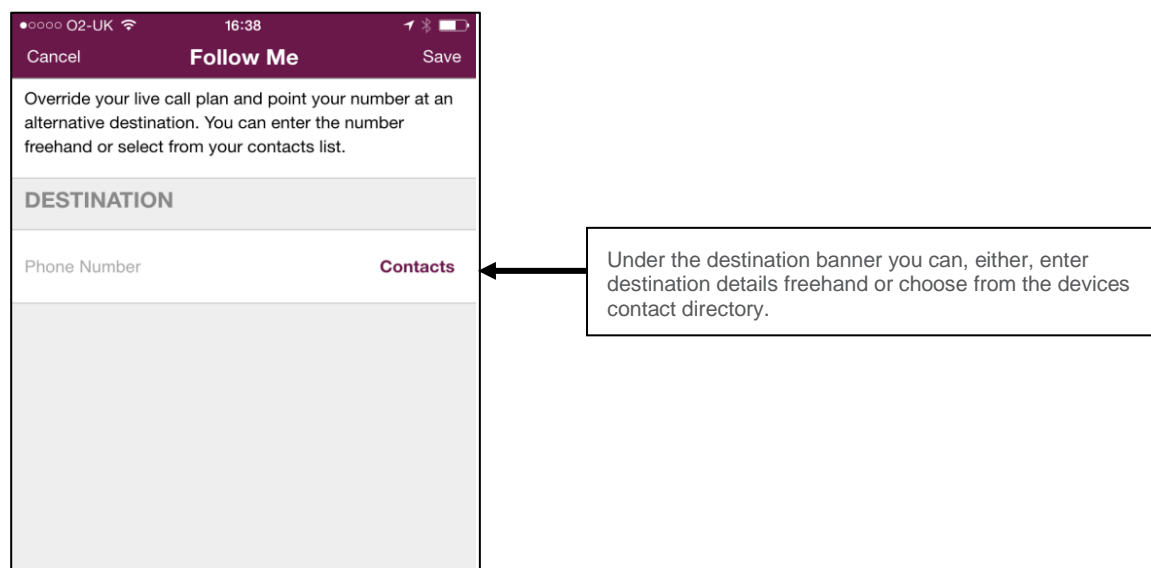 ●○○○○ O2-UK 16:38
Cancel Follow Me Save
Override your live call plan and point your number at an
alternative destination. You can enter the number
freehand or select from your contacts list.
DESTINATION
Phone Number Contacts
Under the destination banner you can, either, enter
destination details freehand or choose from the devices
contact directory.